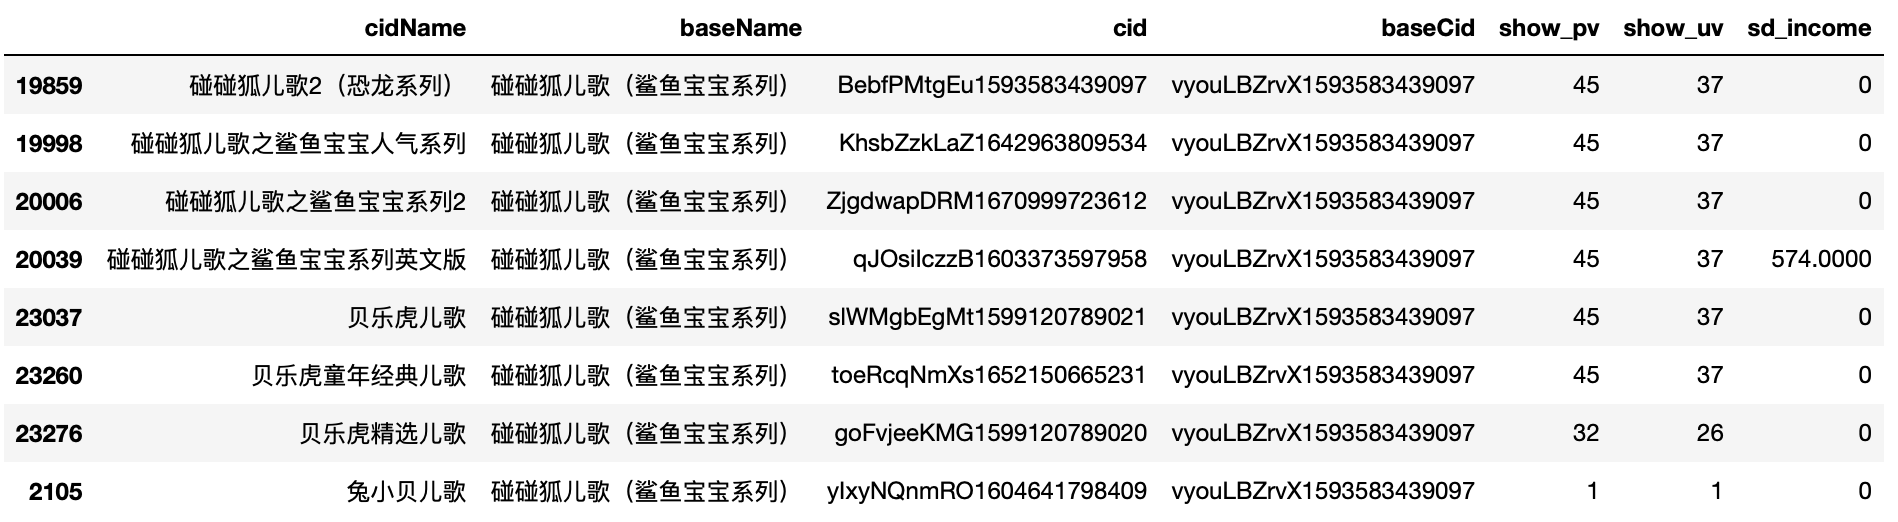 cidName baseName cid baseCid show_pv show_uv sd_income
19859 碰碰狐儿歌2（恐龙系列） 碰碰狐儿歌（鲨鱼宝宝系列） BebfPMtgEu1593583439097 vyouLBZrvX1593583439097 45 37 0
19998 碰碰狐儿歌之鲨鱼宝宝人气系列 碰碰狐儿歌（鲨鱼宝宝系列） KhsbZzkLaZ1642963809534 vyouLBZrvX1593583439097 45 37 0
20006 碰碰狐儿歌之鲨鱼宝宝系列2 碰碰狐儿歌（鲨鱼宝宝系列） ZjgdwapDRM1670999723612 vyouLBZrvX1593583439097 45 37 0
20039 碰碰狐儿歌之鲨鱼宝宝系列英文版 碰碰狐儿歌（鲨鱼宝宝系列） qJOsiIczzB1603373597958 vyouLBZrvX1593583439097 45 37 574.0000
23037 贝乐虎儿歌 碰碰狐儿歌（鲨鱼宝宝系列） slWMgbEgMt1599120789021 vyouLBZrvX1593583439097 45 37 0
23260 贝乐虎童年经典儿歌 碰碰狐儿歌（鲨鱼宝宝系列） toeRcqNmXs1652150665231 vyouLBZrvX1593583439097 45 37 0
23276 贝乐虎精选儿歌 碰碰狐儿歌（鲨鱼宝宝系列） goFvjeeKMG1599120789020 vyouLBZrvX1593583439097 32 26 0
2105 兔小贝儿歌 碰碰狐儿歌（鲨鱼宝宝系列） ylxyNQnmRO1604641798409 vyouLBZrvX1593583439097 1 1 0